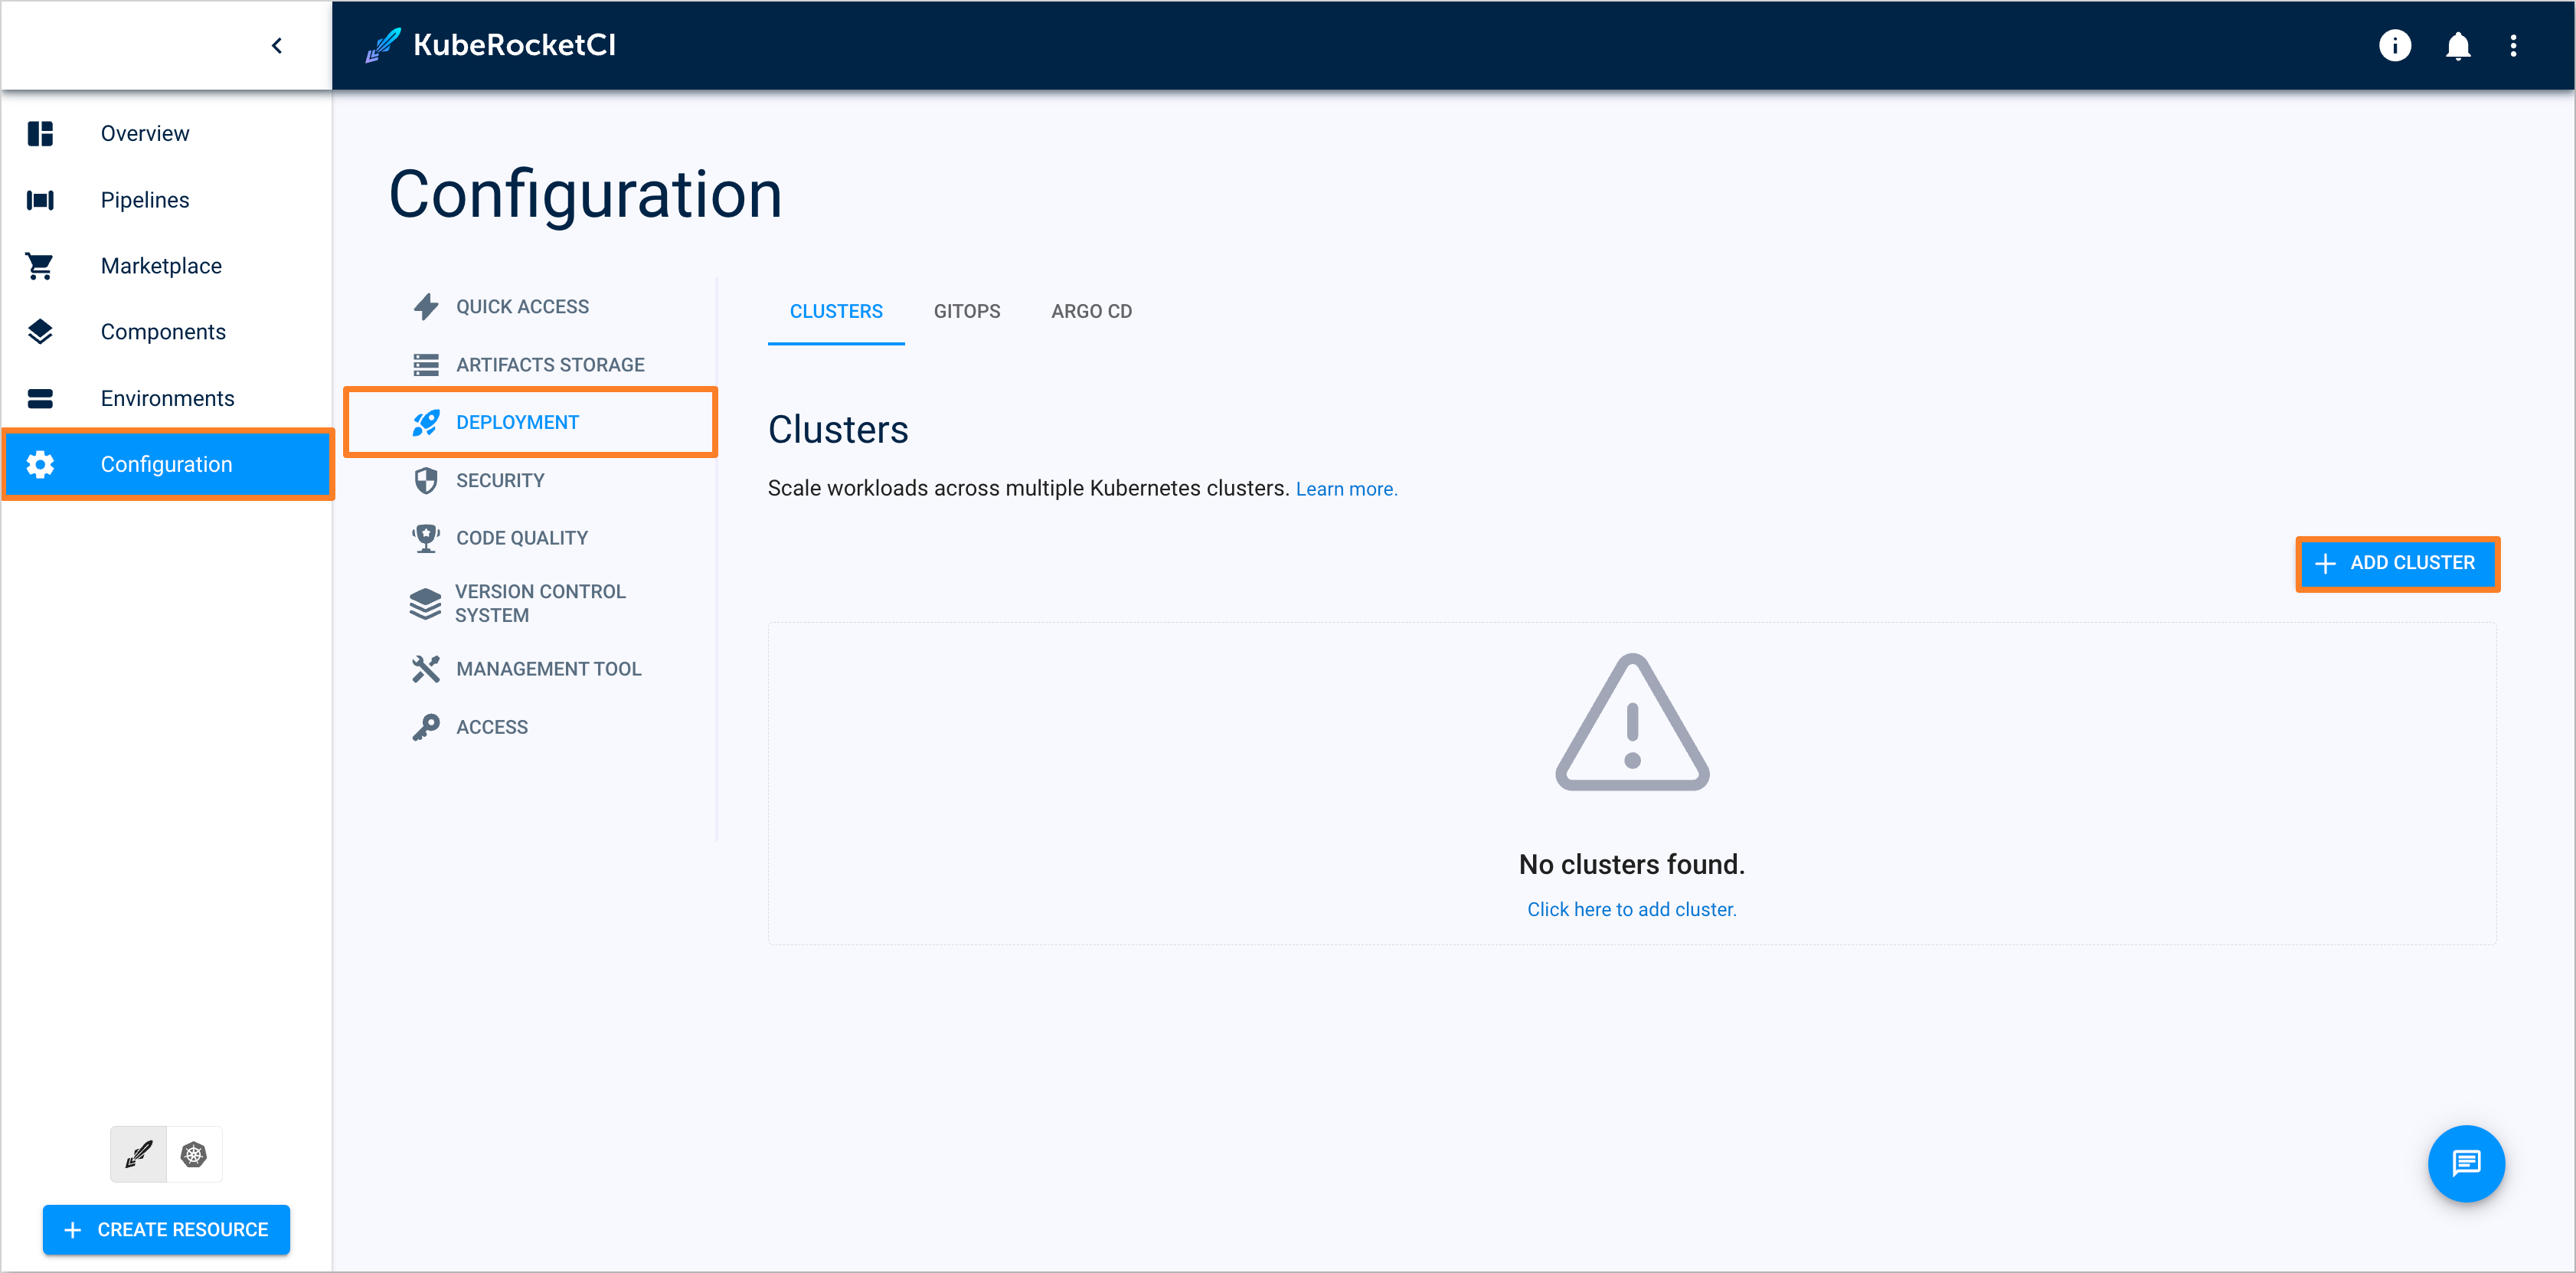 KubeRocketCI
Overview
Pipelines
Marketplace
Components
Environments
Configuration
CREATE RESOURCE
Configuration
QUICK ACCESS
ARTIFACTS STORAGE
DEPLOYMENT
SECURITY
CODE QUALITY
VERSION CONTROL
SYSTEM
MANAGEMENT TOOL
ACCESS
CLUSTERS GITOPS ARGO CD
Clusters
Scale workloads across multiple Kubernetes clusters. Learn more.
ADD CLUSTER
No clusters found.
Click here to add cluster.